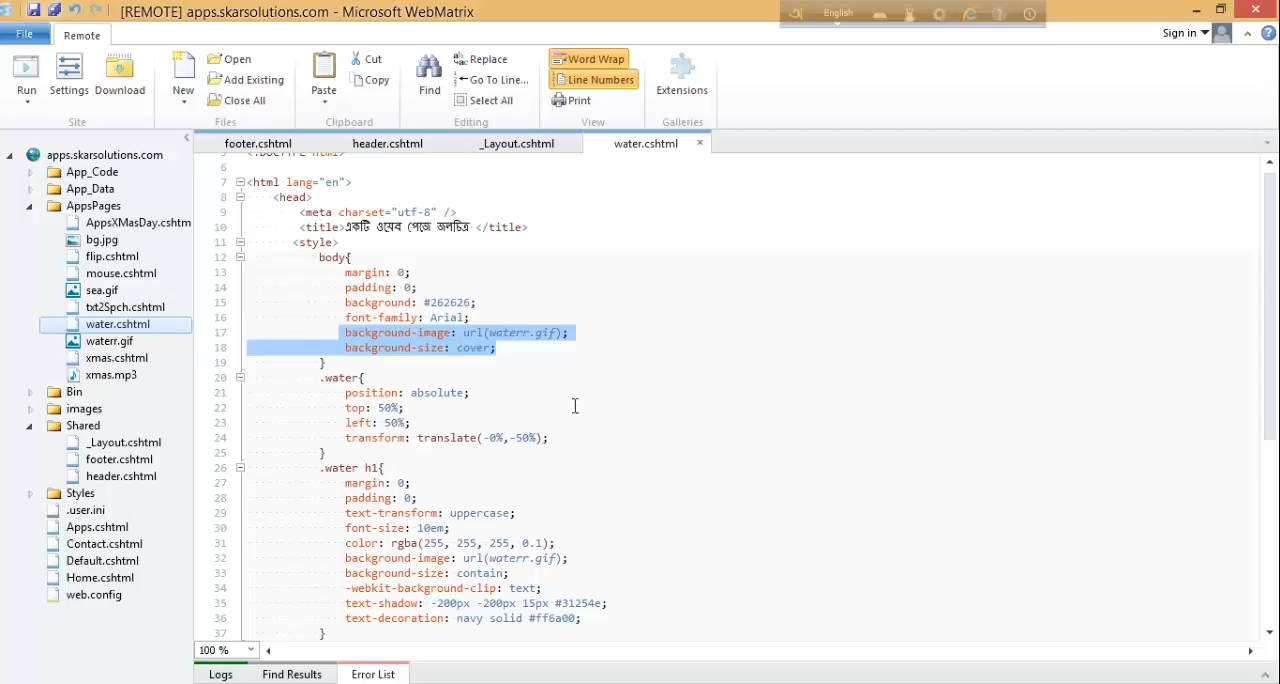 [REMOTE] apps.skarsolutions.com - Microsoft WebMatrix
English
File
Remote
Sign in
Run
Settings
Download
Site
New
Open
Add Existing
Close All
Files
Paste
Cut
Copy
Clipboard
Find
Replace
Go To Line...
Select All
Editing
Word Wrap
Line Numbers
Print
View
Extensions
Galleries
apps.skarsolutions.com
App_Code
App_Data
AppsPages
AppsXMasDay.cshtm
bg.jpg
flip.cshtml
mouse.cshtml
sea.gif
txt2Spch.cshtml
water.cshtml
waterr.gif
xmas.cshtml
xmas.mp3
Bin
images
Shared
_Layout.cshtml
footer.cshtml
header.cshtml
Styles
.user.ini
Apps.cshtml
Contact.cshtml
Default.cshtml
Home.cshtml
web.config
footer.cshtml
header.cshtml
_Layout.cshtml
water.cshtml
5 <!DOCTYPE html>
6
7 <html lang="en">
8 <head>
9 <meta charset="utf-8" />
10 <title>একটি ওয়েব পেজে জলচিত্র </title>
11 <style>
12 body{
13 margin: 0;
14 padding: 0;
15 background: #262626;
16 font-family: Arial;
17 background-image: url(waterr.gif);
18 background-size: cover;
19 }
20 .water{
21 position: absolute;
22 top: 50%;
23 left: 50%;
24 transform: translate(-0%,-50%);
25 }
26 .water h1{
27 margin: 0;
28 padding: 0;
29 text-transform: uppercase;
30 font-size: 10em;
31 color: rgba(255, 255, 255, 0.1);
32 background-image: url(waterr.gif);
33 background-size: contain;
34 -webkit-background-clip: text;
35 text-shadow: -200px -200px 15px #31254e;
36 text-decoration: navy solid #ff6a00;
37 }
100 %
Logs
Find Results
Error List